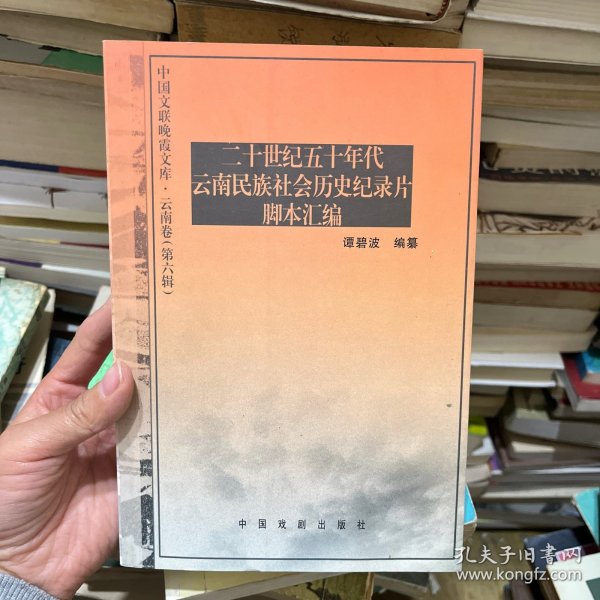 中国文联晚霞文库·云南卷(第六辑)
二十世纪五十年代
云南民族社会历史纪录片
脚本汇编
谭碧波 编纂
中国戏剧出版社
孔夫子旧书网
www.kongfz.com